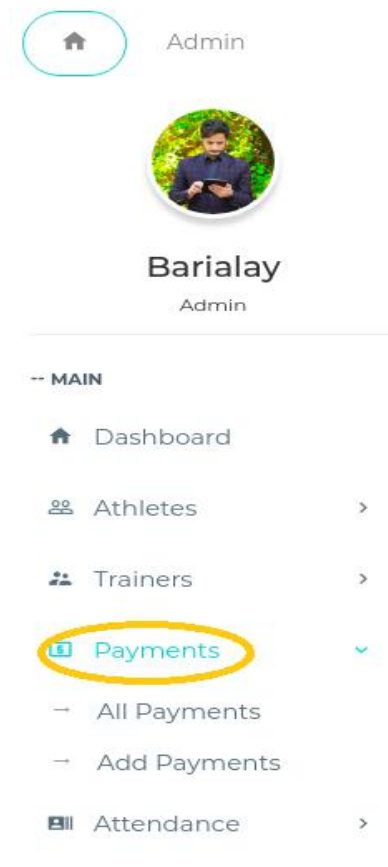 Admin
Barialay
Admin
-- MAIN
Dashboard
Athletes
Trainers
Payments
All Payments
Add Payments
Attendance